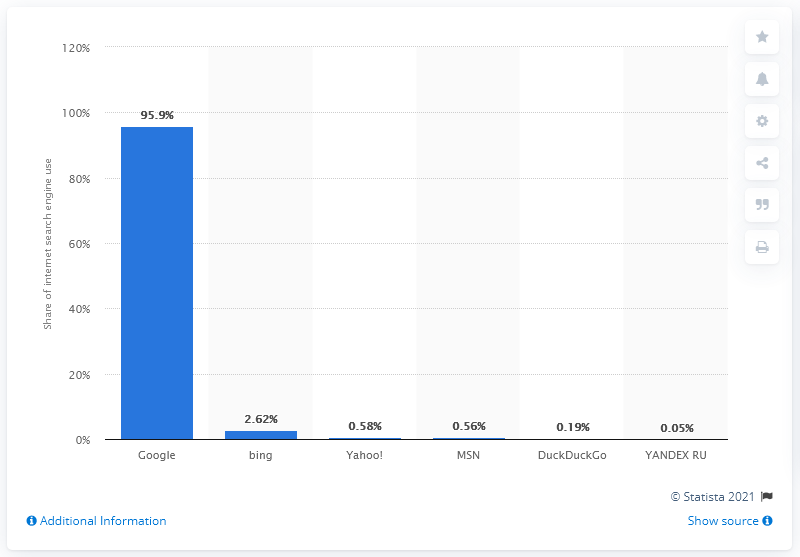 120%
100%
80%
60%
40%
20%
0%
Share of internet search engine use
95.9%
2.62%
0.58%
0.56%
0.19%
0.05%
Google
bing
Yahoo!
MSN
DuckDuckGo
YANDEX RU
© Statista 2021
Additional Information
Show source